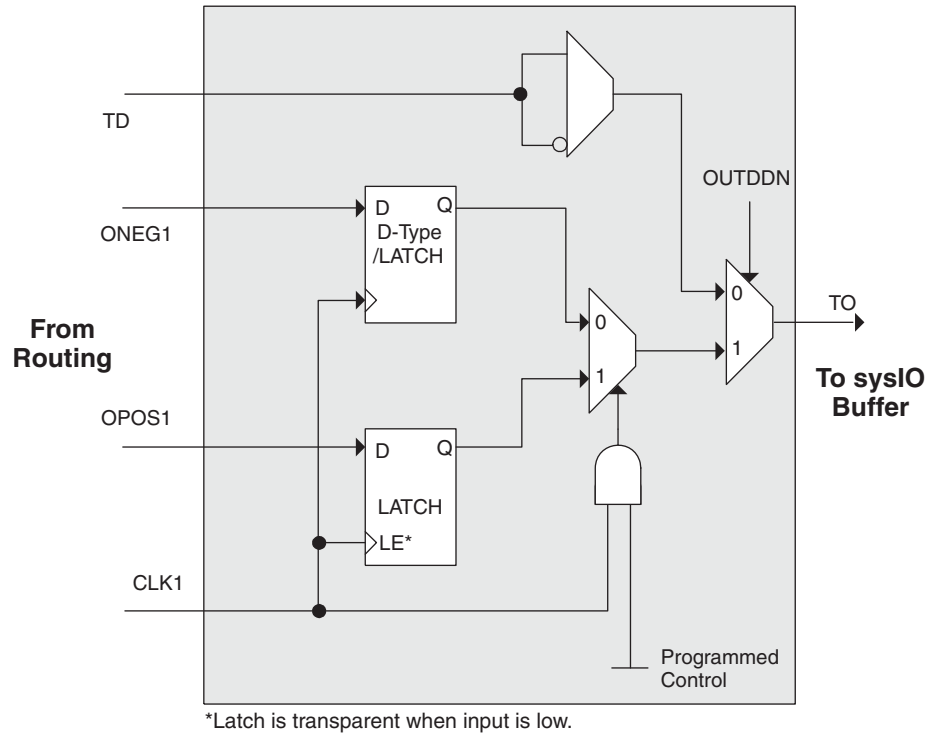 TD
OUTDDN
ONEG1
D
Q
D-Type
/LATCH
0
TO
0
1
From
Routing
1
To sysIO
Buffer
OPOS1
D
Q
LATCH
LE*
CLK1
Programmed
Control
*Latch is transparent when input is low.